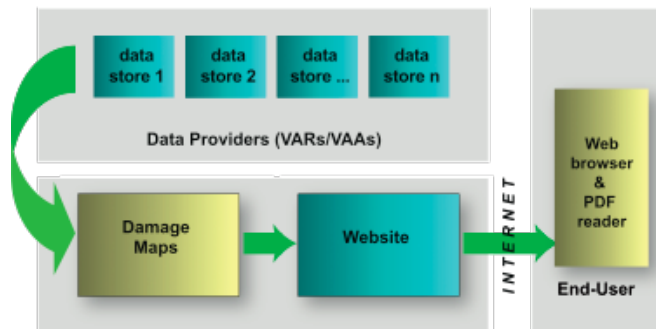 data
store 1
data
store 2
data
store ...
data
store n
Data Providers (VARs/VAAs)
Damage
Maps
Website
INTERNET
Web
browser
&
PDF
reader
End-User